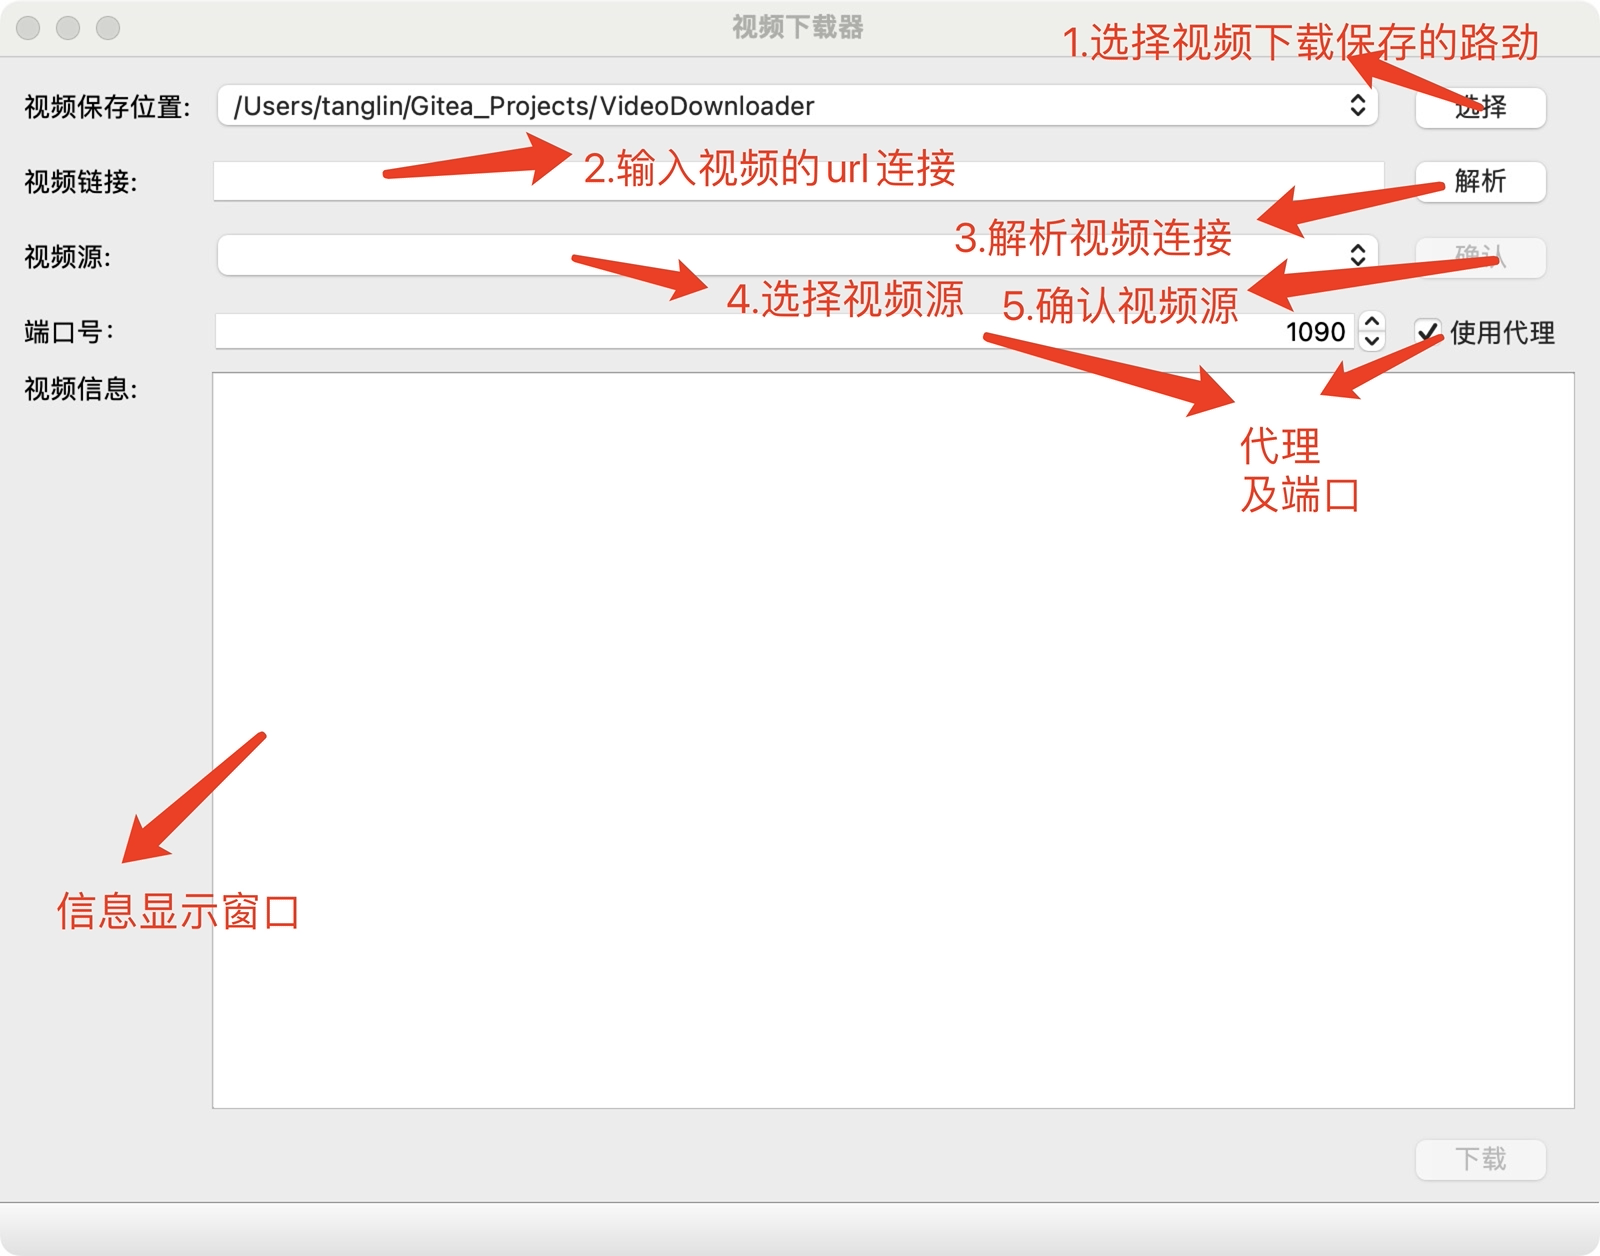 视频下载器
1.选择视频下载保存的路劲
视频保存位置:
/Users/tanglin/Gitea_Projects/VideoDownloader
选择
视频链接:
2.输入视频的url连接
解析
3.解析视频连接
视频源:
确认
4.选择视频源
5.确认视频源
端口号:
1090
使用代理
视频信息:
代理
及端口
信息显示窗口
下载